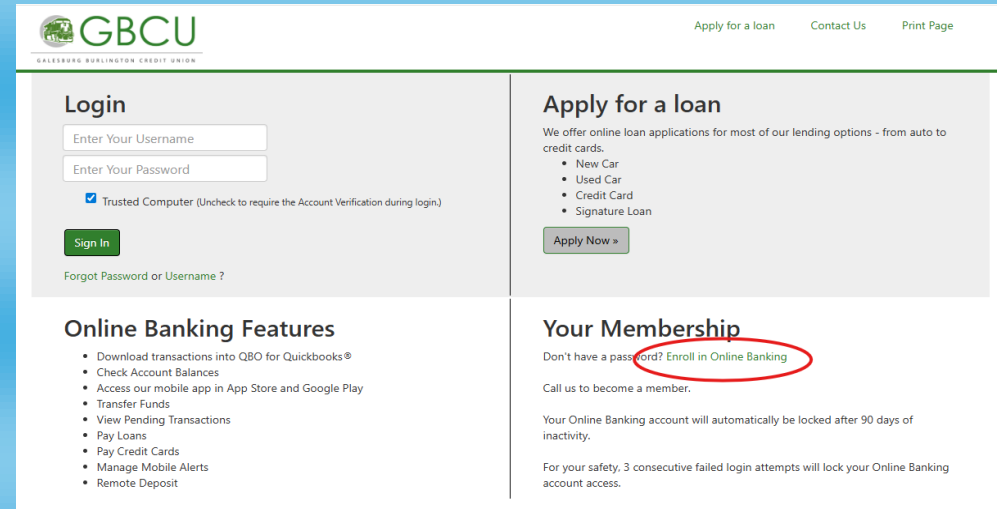 GBCU
GALESBURG BURLINGTON CREDIT UNION
Apply for a loan Contact Us Print Page
Login
Enter Your Username
Enter Your Password
Trusted Computer (Uncheck to require the Account Verification during login.)
Sign In
Forgot Password or Username ?
Apply for a loan
We offer online loan applications for most of our lending options - from auto to
credit cards.
• New Car
• Used Car
• Credit Card
• Signature Loan
Apply Now »
Online Banking Features
• Download transactions into QBO for Quickbooks®
• Check Account Balances
• Access our mobile app in App Store and Google Play
• Transfer Funds
• View Pending Transactions
• Pay Loans
• Pay Credit Cards
• Manage Mobile Alerts
• Remote Deposit
Your Membership
Don't have a password? Enroll in Online Banking
Call us to become a member.
Your Online Banking account will automatically be locked after 90 days of
inactivity.
For your safety, 3 consecutive failed login attempts will lock your Online Banking
account access.